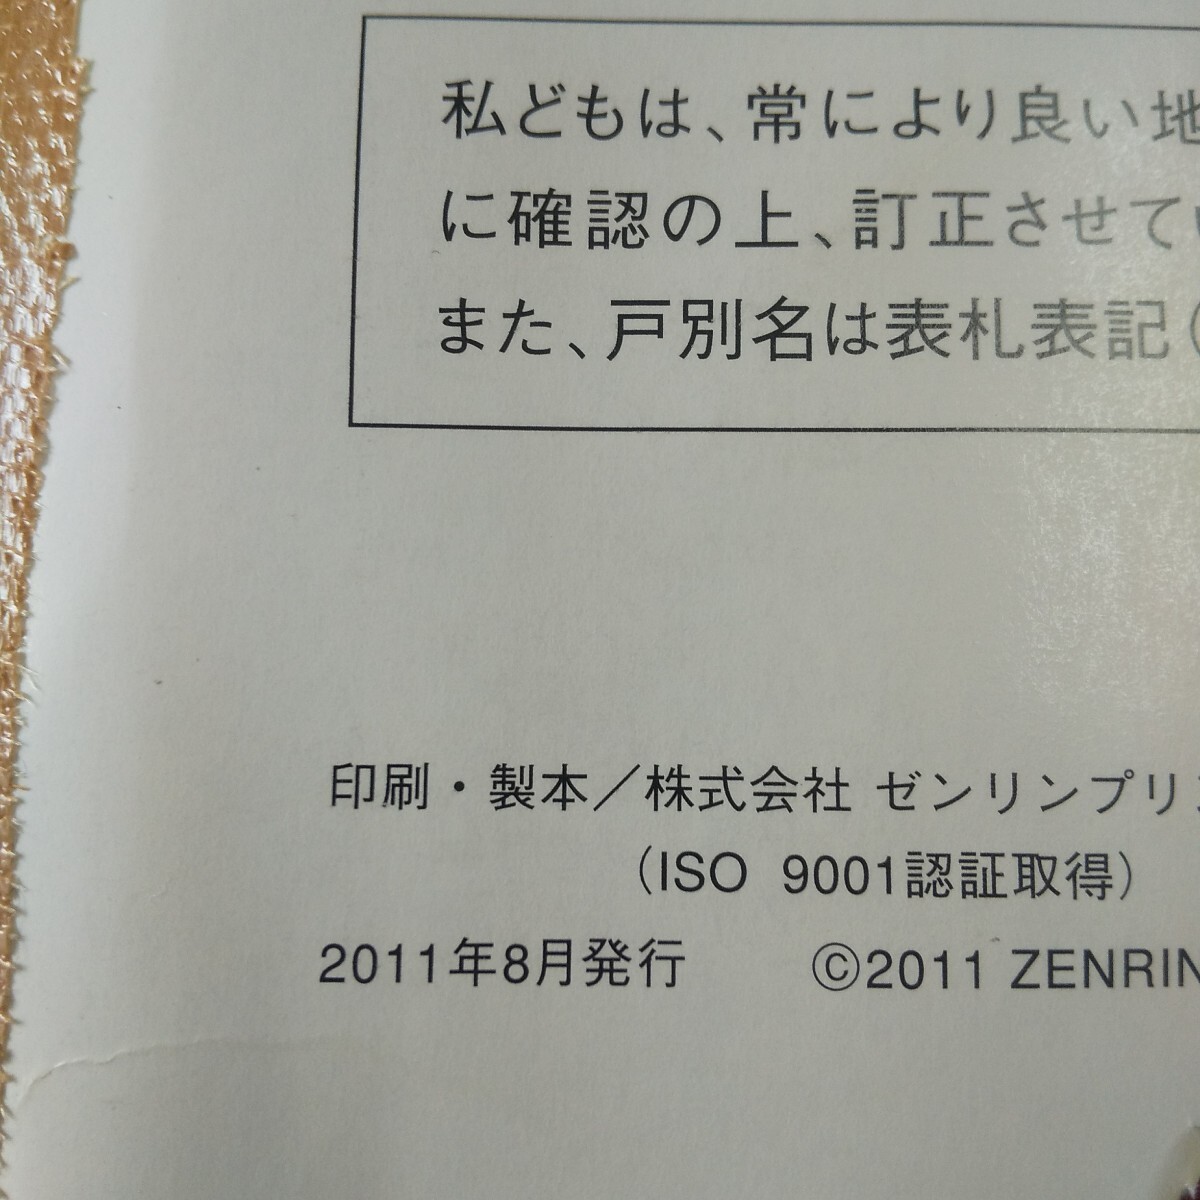 私どもは、常により良い地
に確認の上、訂正させてい
また、戸別名は表札表記（
印刷・製本／株式会社 ゼンリンプリ
（ISO 9001認証取得）
2011年8月発行 ©2011 ZENRIN